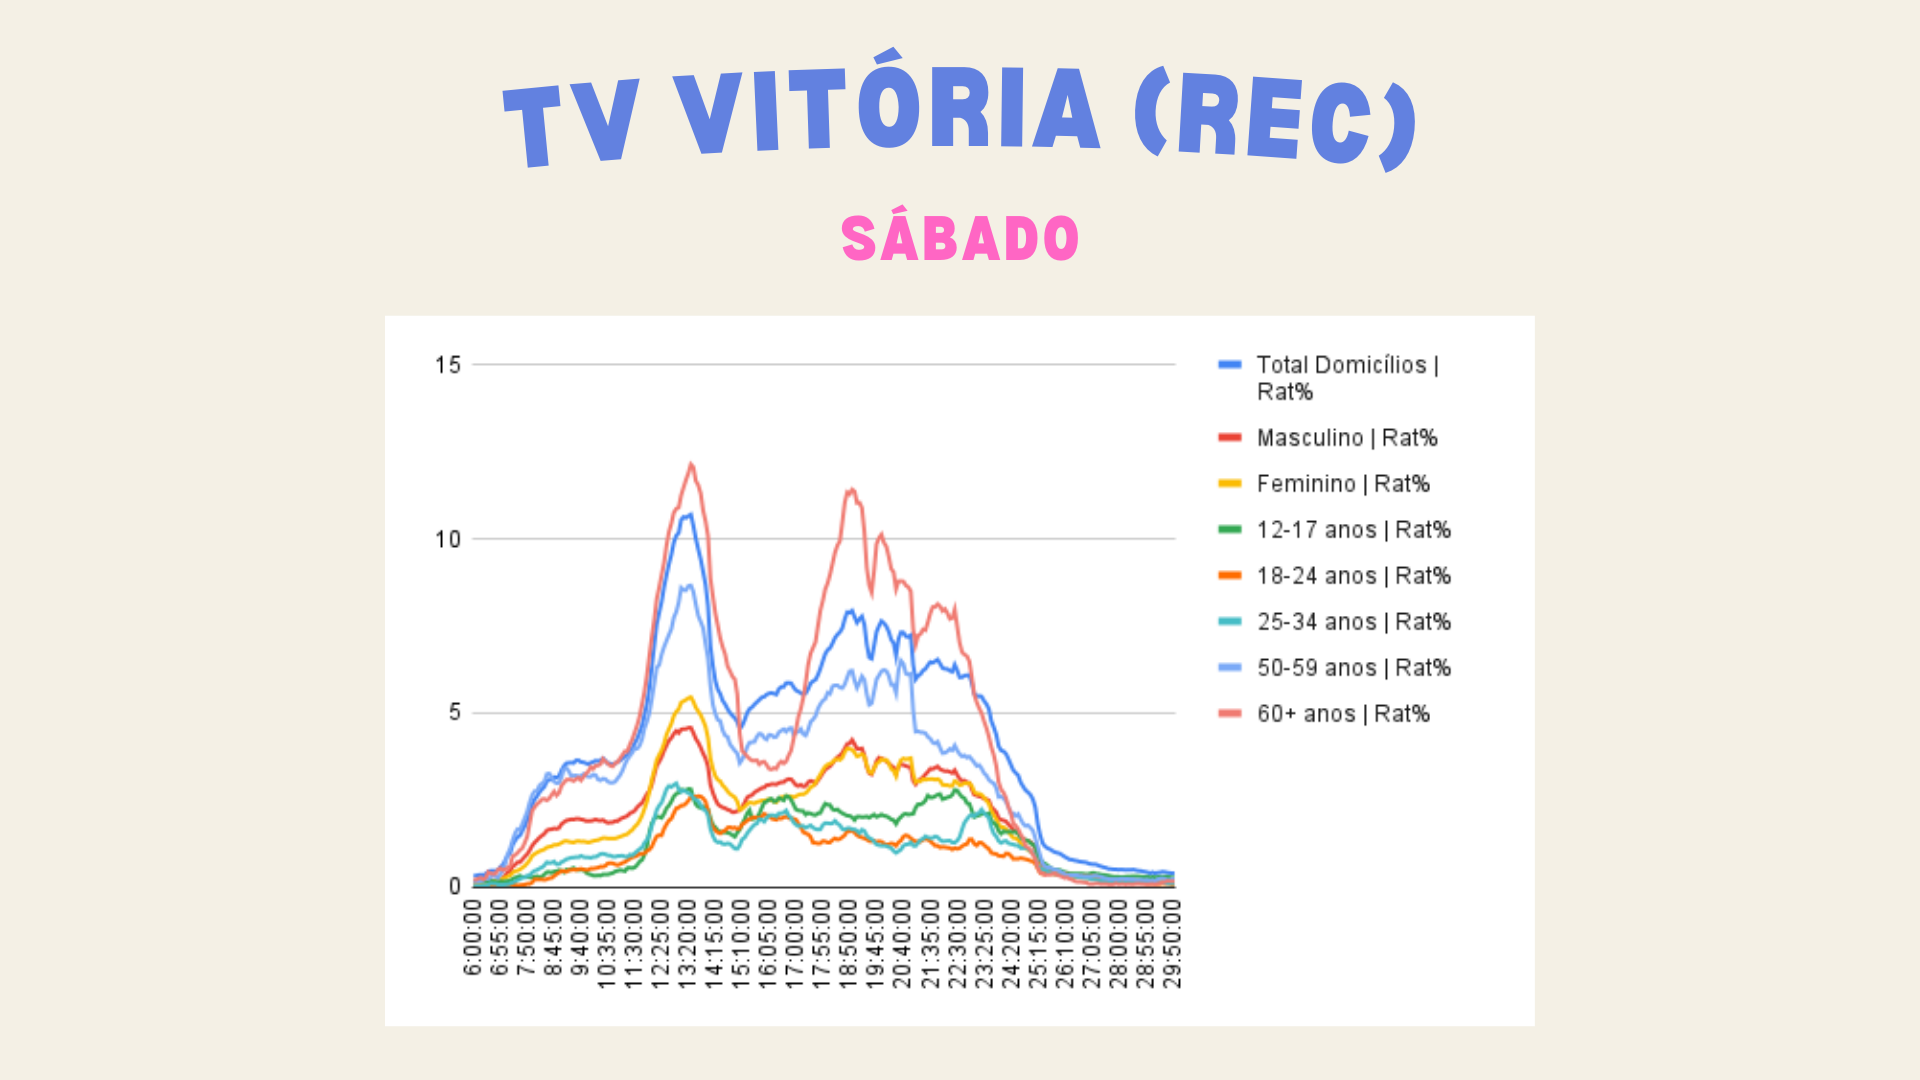 TV VITÓRIA (REC)
SÁBADO
15
10
5
0
6:00:00
6:55:00
7:50:00
8:45:00
9:40:00
10:35:00
11:30:00
12:25:00
13:20:00
14:15:00
15:10:00
16:05:00
17:00:00
17:55:00
18:50:00
19:45:00
20:40:00
21:35:00
22:30:00
23:25:00
24:20:00
25:15:00
26:10:00
27:05:00
28:00:00
28:55:00
29:50:00
Total Domicílios |
Rat%
Masculino | Rat%
Feminino | Rat%
12-17 anos | Rat%
18-24 anos | Rat%
25-34 anos | Rat%
50-59 anos | Rat%
60+ anos | Rat%